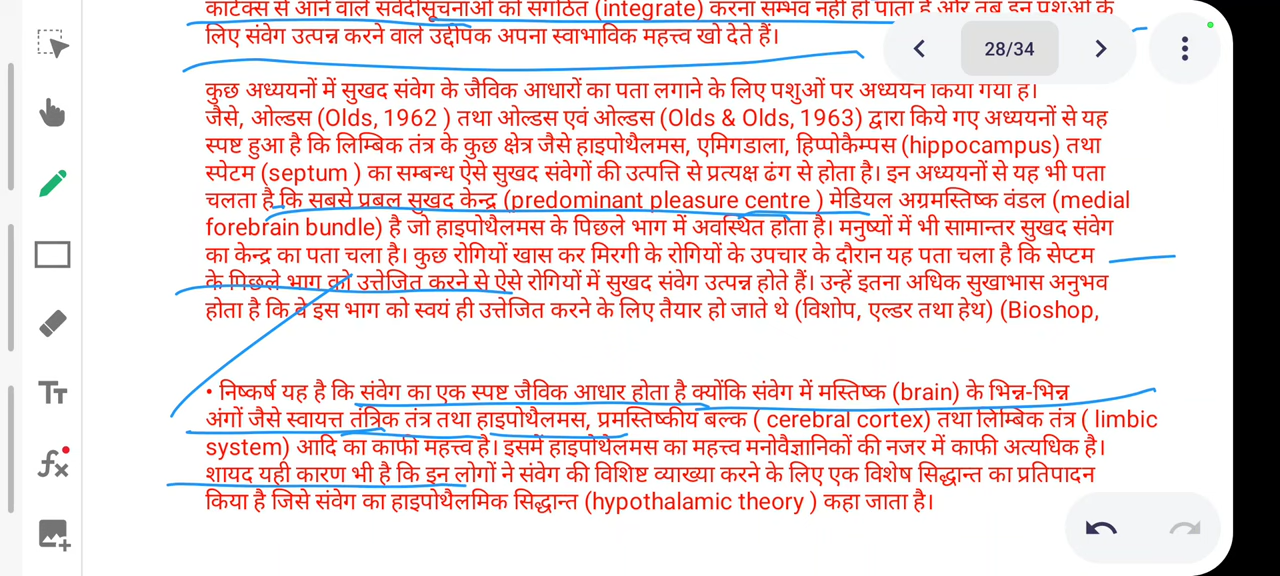 कॉर्टेक्स से आने वाले संवेदीसूचनाओं को संगठित (integrate) करना सम्भव नहीं हो पाता है और तब इन पशुओं के
लिए संवेग उत्पन्न करने वाले उद्दीपक अपना स्वाभाविक महत्त्व खो देते हैं।
28/34
कुछ अध्ययनों में सुखद संवेग के जैविक आधारों का पता लगाने के लिए पशुओं पर अध्ययन किया गया है।
जैसे, ओल्डस (Olds, 1962 ) तथा ओल्डस एवं ओल्डस (Olds & Olds, 1963) द्वारा किये गए अध्ययनों से यह
स्पष्ट हुआ है कि लिम्बिक तंत्र के कुछ क्षेत्र जैसे हाइपोथैलमस, एमिगडाला, हिप्पोकैम्पस (hippocampus) तथा
स्पेटम (septum ) का सम्बन्ध ऐसे सुखद संवेगों की उत्पत्ति से प्रत्यक्ष ढंग से होता है। इन अध्ययनों से यह भी पता
चलता है कि सबसे प्रबल सुखद केन्द्र (predominant pleasure centre ) मेडियल अग्रमस्तिष्क वंडल (medial
forebrain bundle) है जो हाइपोथैलमस के पिछले भाग में अवस्थित होता है। मनुष्यों में भी सामान्तर सुखद संवेग
का केन्द्र का पता चला है। कुछ रोगियों खास कर मिरगी के रोगियों के उपचार के दौरान यह पता चला है कि सेप्टम
के पिछले भाग को उत्तेजित करने से ऐसे रोगियों में सुखद संवेग उत्पन्न होते हैं। उन्हें इतना अधिक सुखाभास अनुभव
होता है कि वे इस भाग को स्वयं ही उत्तेजित करने के लिए तैयार हो जाते थे (विशोप, एल्डर तथा हेथ) (Bioshop,
• निष्कर्ष यह है कि संवेग का एक स्पष्ट जैविक आधार होता है क्योंकि संवेग में मस्तिष्क (brain) के भिन्न-भिन्न
अंगों जैसे स्वायत्त तंत्रिक तंत्र तथा हाइपोथैलमस, प्रमस्तिष्कीय बल्क ( cerebral cortex) तथा लिम्बिक तंत्र ( limbic
system) आदि का काफी महत्त्व है। इसमें हाइपोथैलमस का महत्त्व मनोवैज्ञानिकों की नजर में काफी अत्यधिक है।
शायद यही कारण भी है कि इन लोगों ने संवेग की विशिष्ट व्याख्या करने के लिए एक विशेष सिद्धान्त का प्रतिपादन
किया है जिसे संवेग का हाइपोथैलमिक सिद्धान्त (hypothalamic theory ) कहा जाता है।
Tт
fx